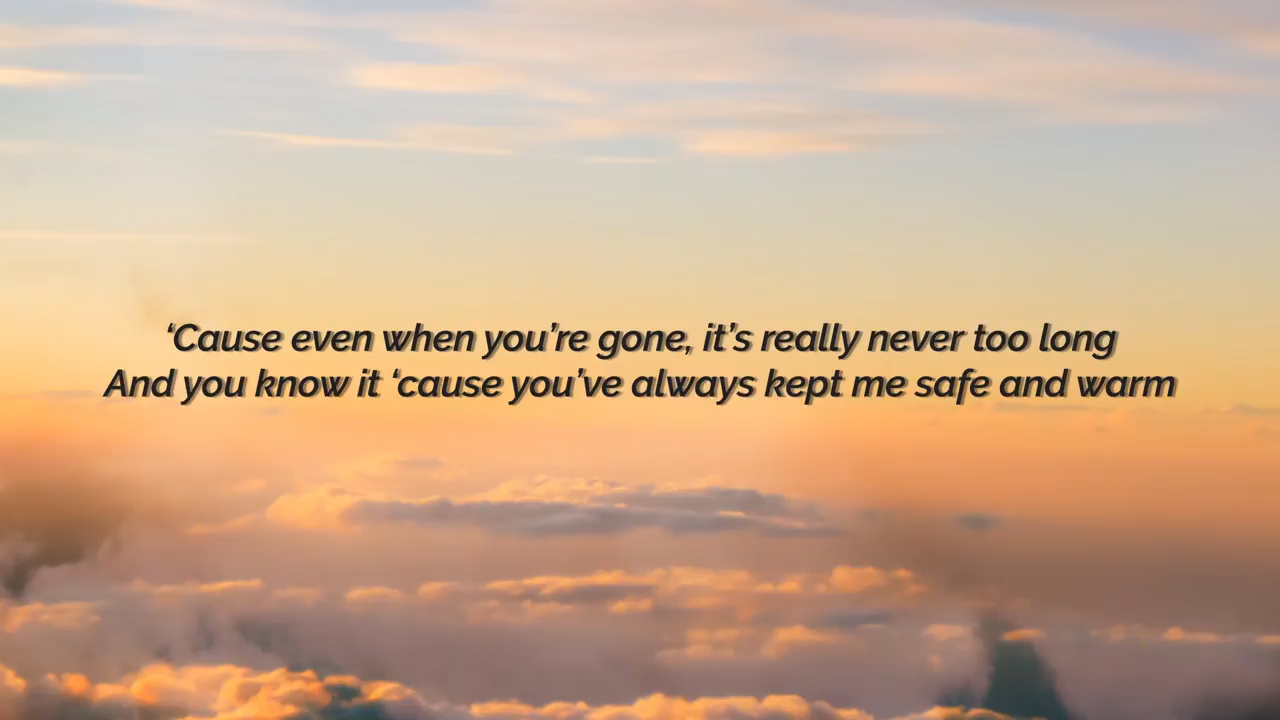 ‘Cause even when you’re gone, it’s really never too long
And you know it ‘cause you’ve always kept me safe and warm